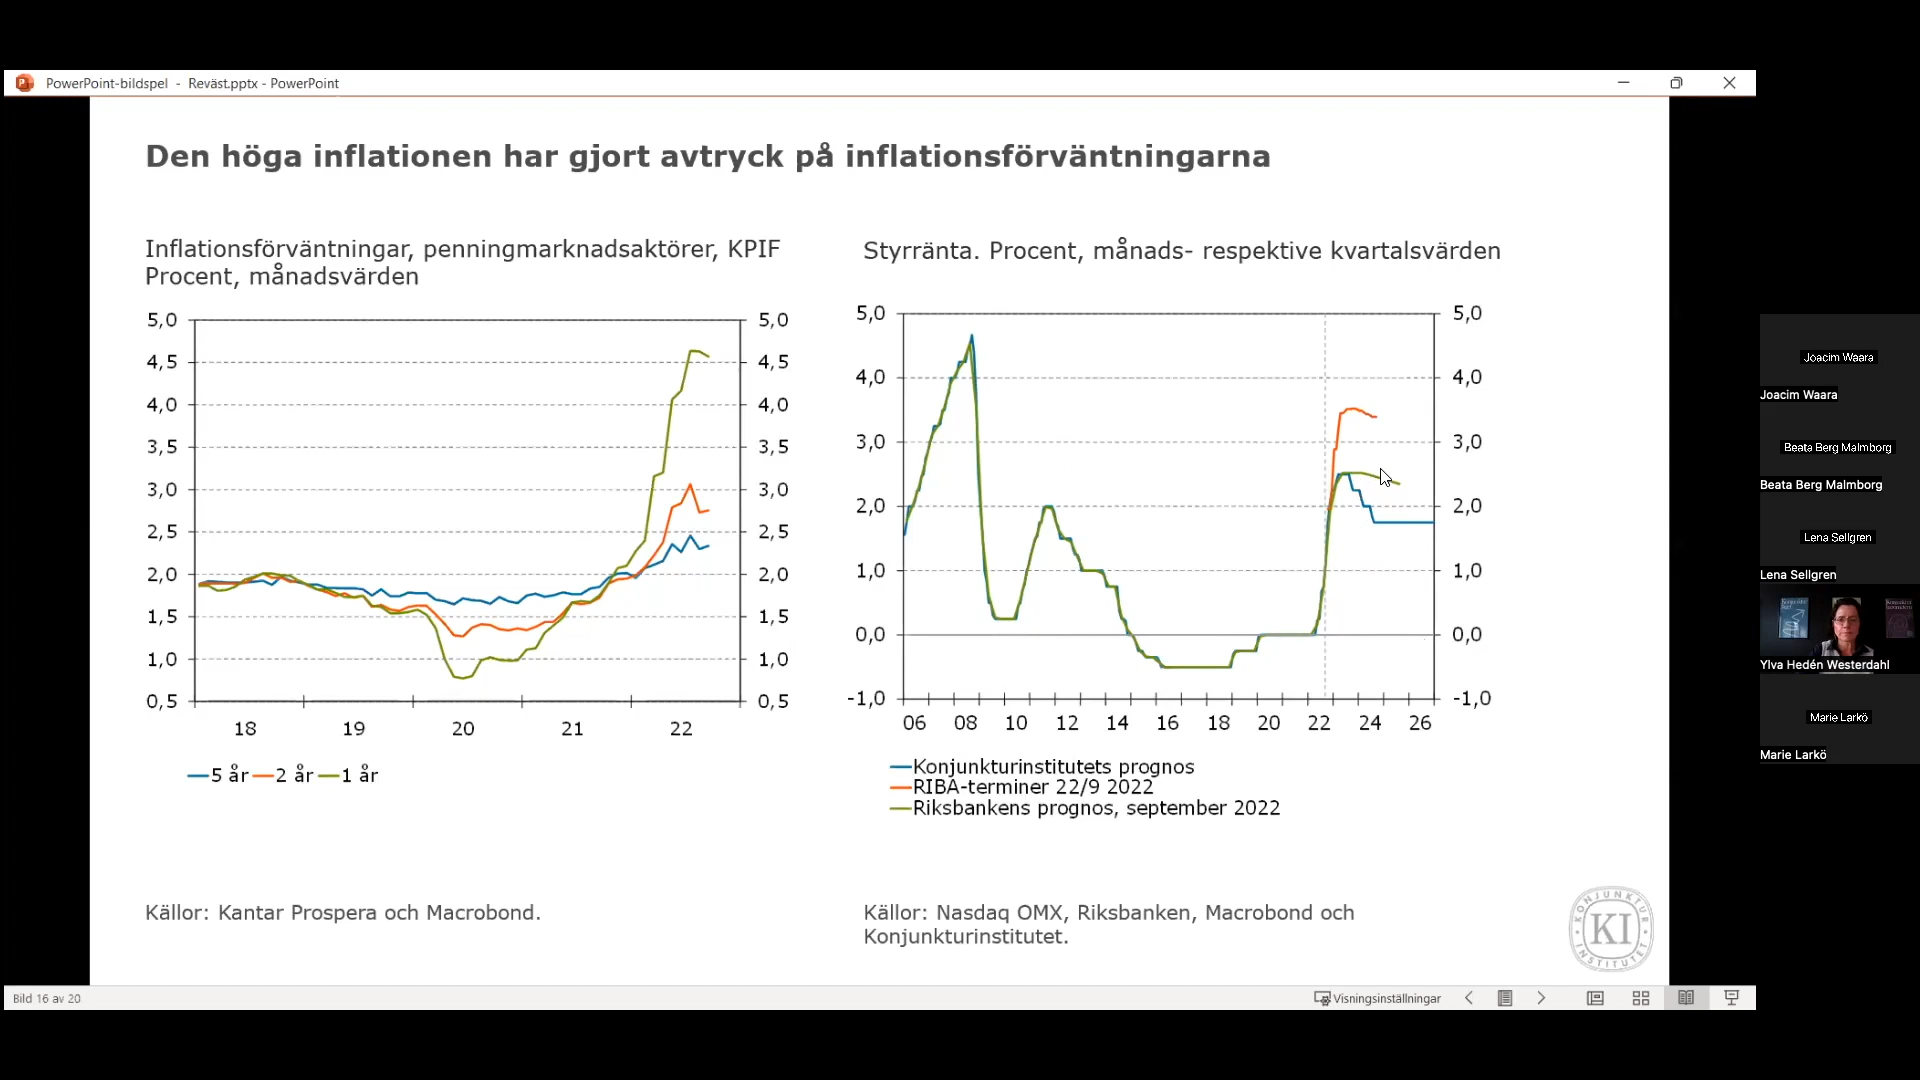 PowerPoint-bildspel - Reväst.pptx - PowerPoint
Den höga inflationen har gjort avtryck på inflationsförväntningarna
Inflationsförväntningar, penningmarknadsaktörer, KPIF
Procent, månadsvärden
5,0 5,0
4,5 4,5
4,0 4,0
3,5 3,5
3,0 3,0
2,5 2,5
2,0 2,0
1,5 1,5
1,0 1,0
0,5 0,5
18 19 20 21 22
5 år 2 år 1 år
Källor: Kantar Prospera och Macrobond.
Styrränta. Procent, månads- respektive kvartalsvärden
5,0 5,0
4,0 4,0
3,0 3,0
2,0 2,0
1,0 1,0
0,0 0,0
-1,0 -1,0
06 08 10 12 14 16 18 20 22 24 26
Konjunkturinstitutets prognos
RIBA-terminer 22/9 2022
Riksbankens prognos, september 2022
Källor: Nasdaq OMX, Riksbanken, Macrobond och
Konjunkturinstitutet.
KONJUNKTUR
KI
INSTITUTET
Bild 16 av 20
Visningsinställningar
Joacim Waara
Joacim Waara
Beata Berg Malmborg
Beata Berg Malmborg
Lena Sellgren
Lena Sellgren
Ylva Hedén Westerdahl
Marie Larkö
Marie Larkö